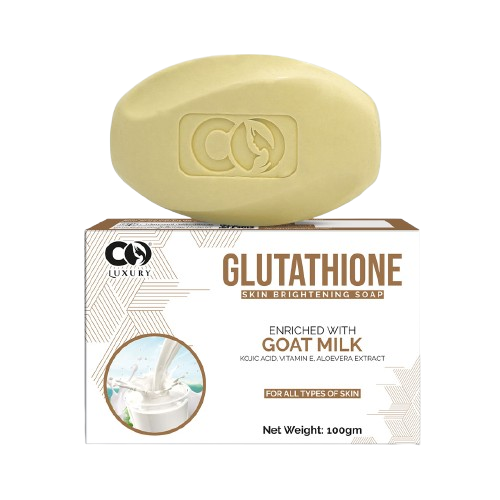 CO
CO
LUXURY
GLUTATHIONE
SKIN BRIGHTENING SOAP
ENRICHED WITH
GOAT MILK
KOJIC ACID, VITAMIN E, ALOEVERA EXTRACT
FOR ALL TYPES OF SKIN
Net Weight: 100gm